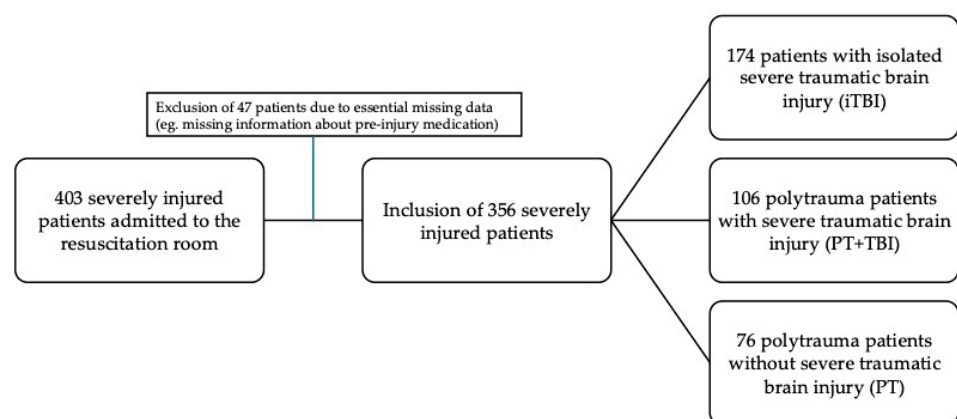 Exclusion of 47 patients due to essential missing data
(eg. missing information about pre-injury medication)
403 severely injured
patients admitted to the
resuscitation room
Inclusion of 356 severely
injured patients
174 patients with isolated
severe traumatic brain
injury (iTBI)
106 polytrauma patients
with severe traumatic brain
injury (PT+TBI)
76 polytrauma patients
without severe traumatic
brain injury (PT)